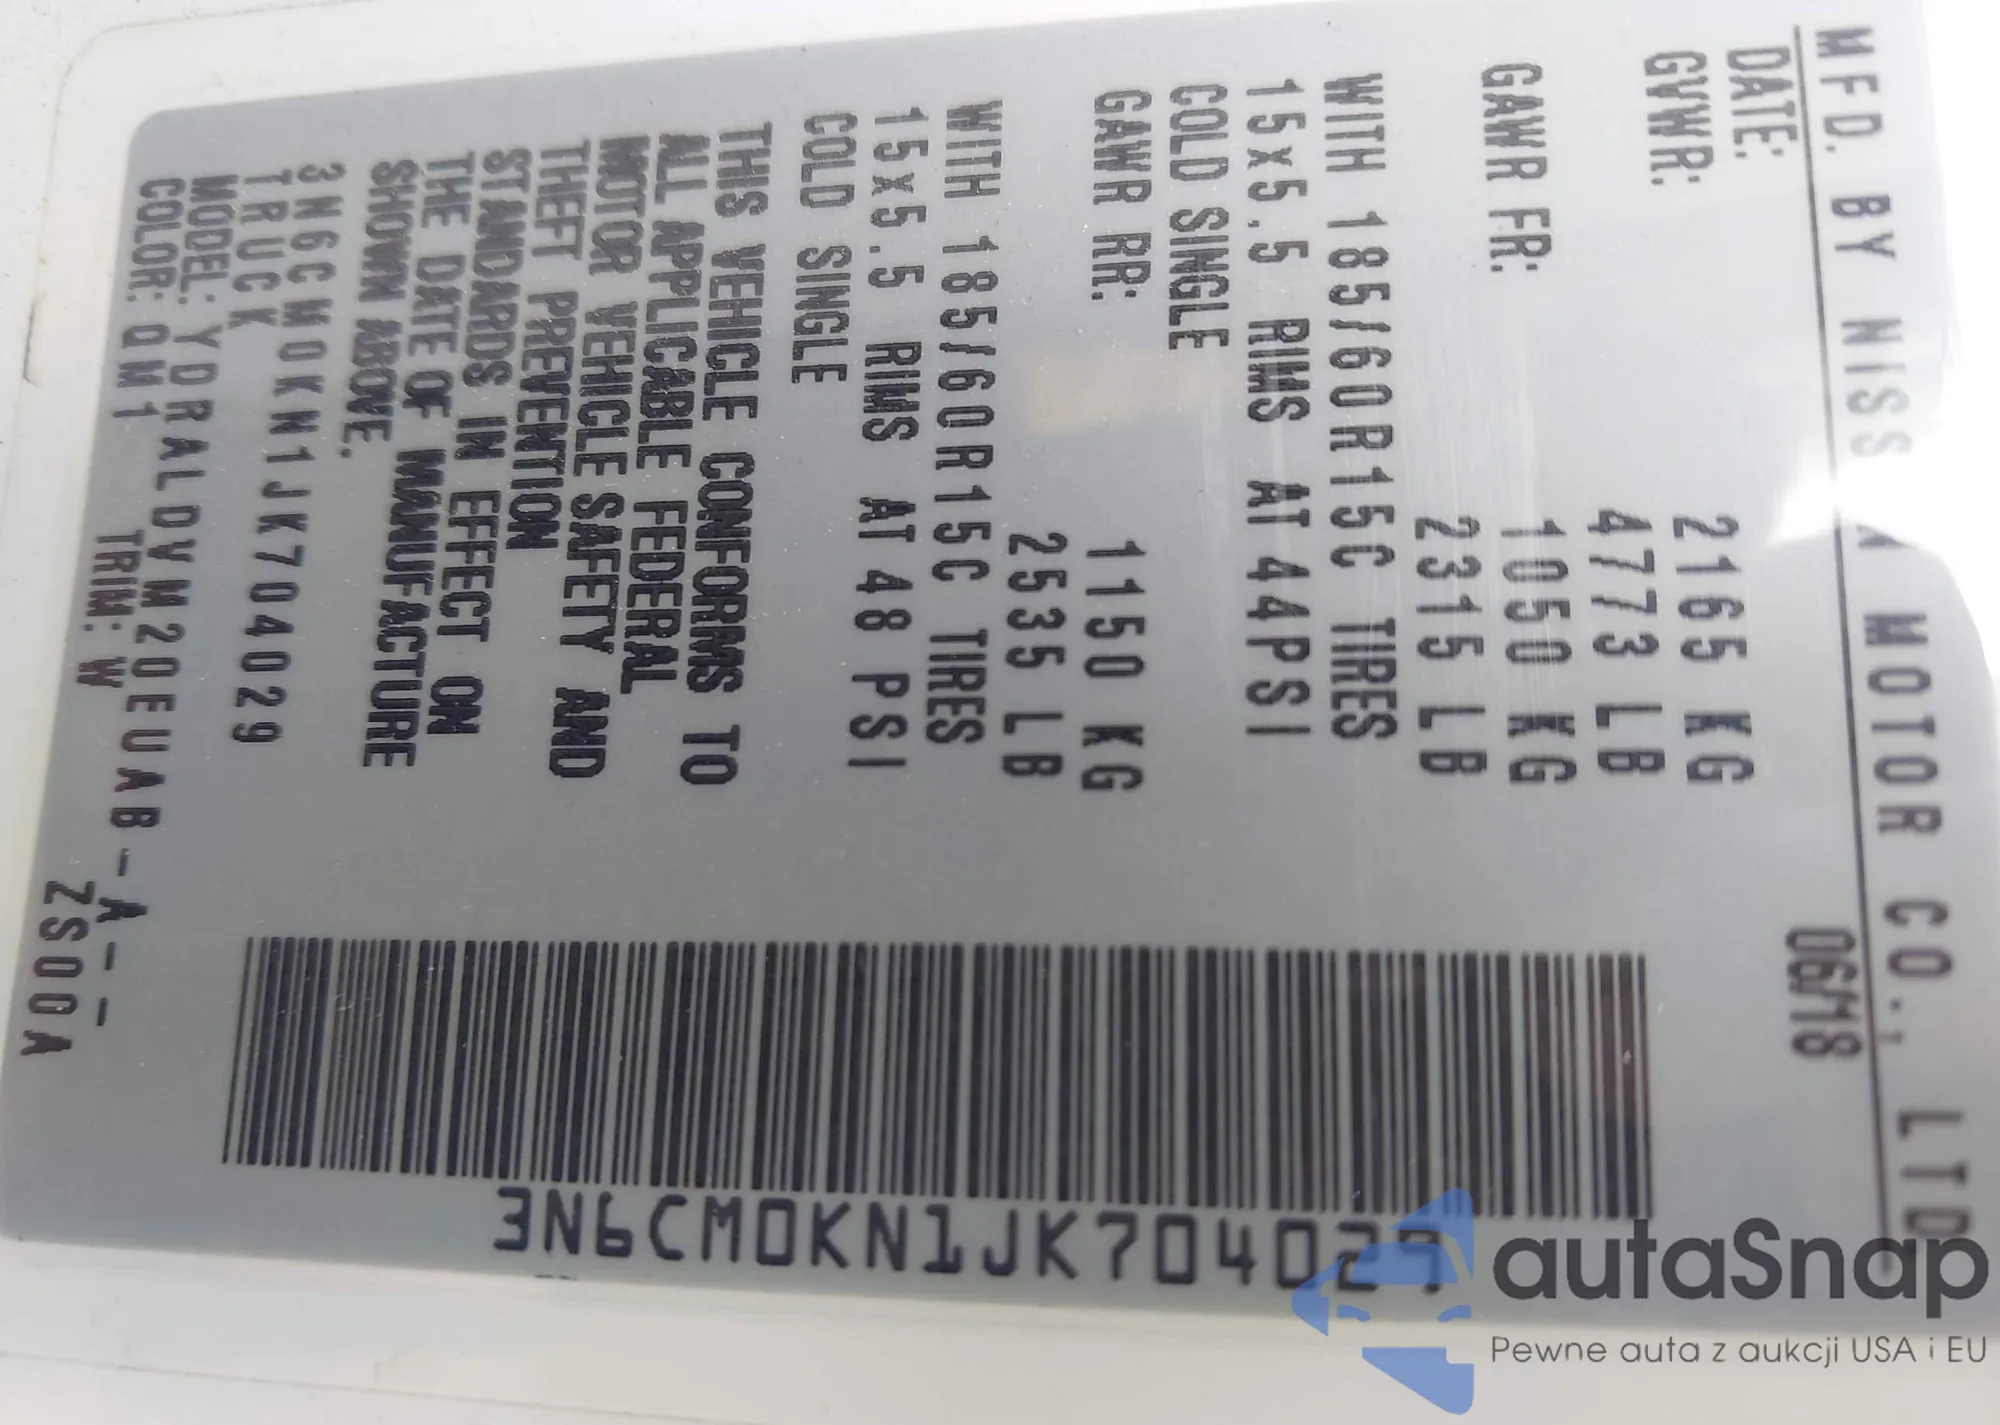 MFD. BY NISSAN MOTOR CO., LTD
DATE: 06/18
GVWR: 2165 KG
4773 LB
GAWR FR: 1050 KG
2315 LB
WITH 185/60R15C TIRES
15x5.5 RIMS AT 44PSI
COLD SINGLE
GAWR RR: 1150 KG
2535 LB
WITH 185/60R15C TIRES
15x5.5 RIMS AT 48 PSI
COLD SINGLE
THIS VEHICLE CONFORMS TO
ALL APPLICABLE FEDERAL
MOTOR VEHICLE SAFETY AND
THEFT PREVENTION
STANDARDS IN EFFECT ON
THE DATE OF MANUFACTURE
SHOWN ABOVE.
3N6CM0KN1JK704029
TRUCK
MODEL: YDRALDVM20EUAB-A---
COLOR: QM1 TRIM: W ZS00A
3N6CM0KN1JK704029
autaSnap
Pewne auta z aukcji USA i EU